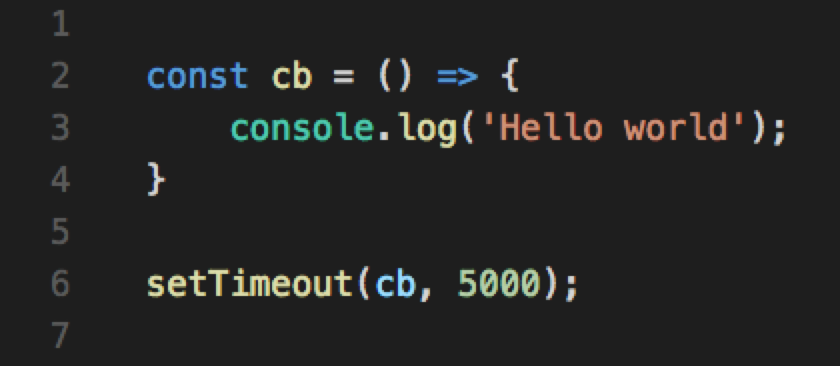 1
2 const cb = () => {
3 console.log('Hello world');
4 }
5
6 setTimeout(cb, 5000);
7